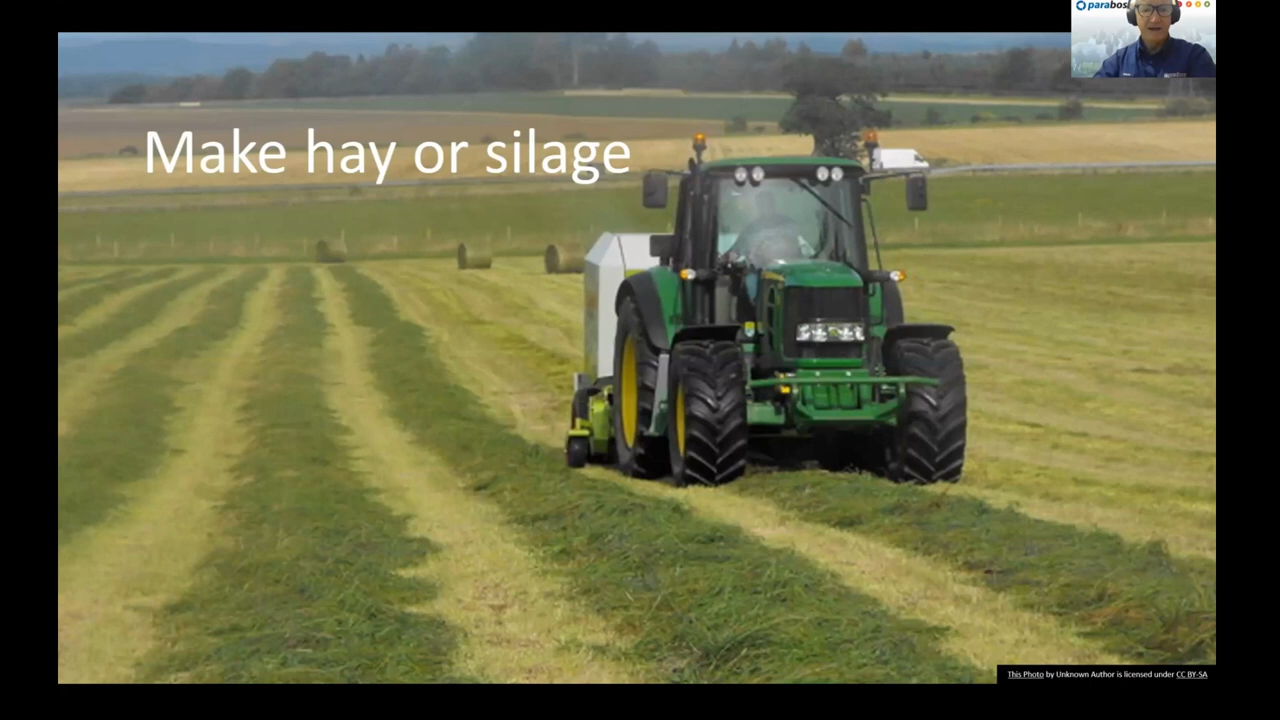 parabos
Make hay or silage
This Photo by Unknown Author is licensed under CC BY-SA